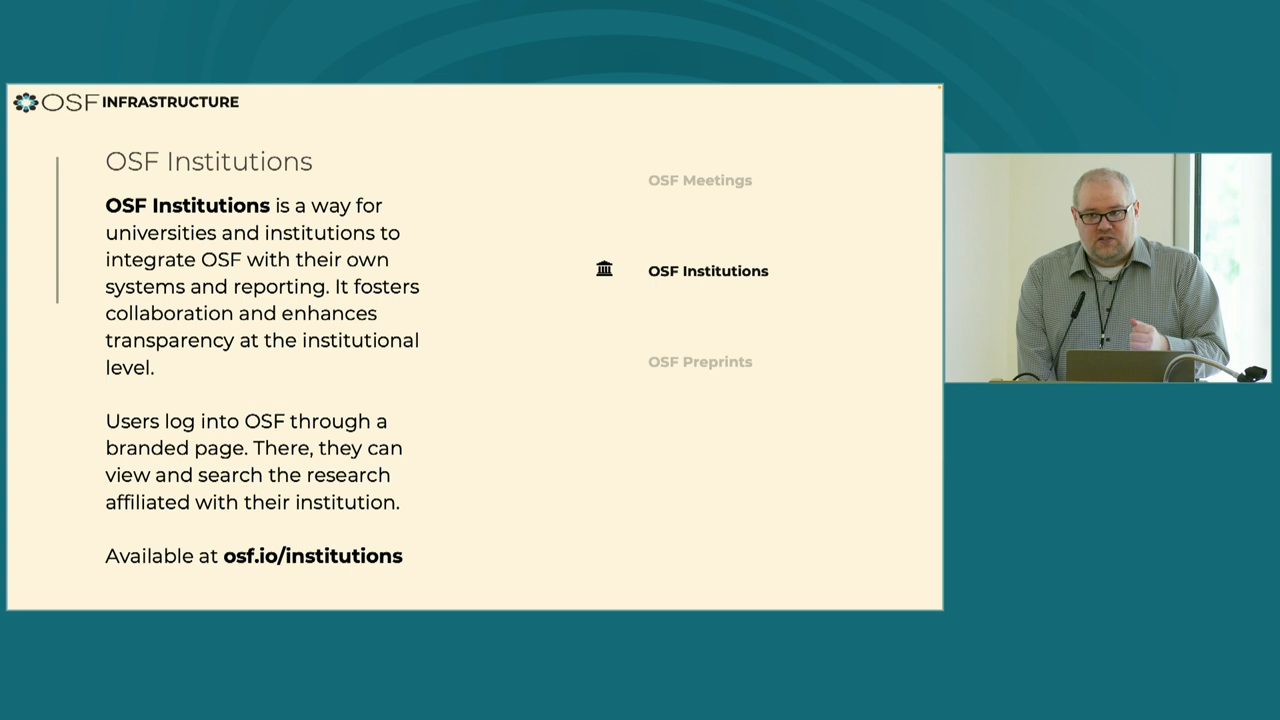 OSF INFRASTRUCTURE
OSF Institutions
OSF Institutions is a way for
universities and institutions to
integrate OSF with their own
systems and reporting. It fosters
collaboration and enhances
transparency at the institutional
level.
Users log into OSF through a
branded page. There, they can
view and search the research
affiliated with their institution.
Available at osf.io/institutions
OSF Meetings
OSF Institutions
OSF Preprints